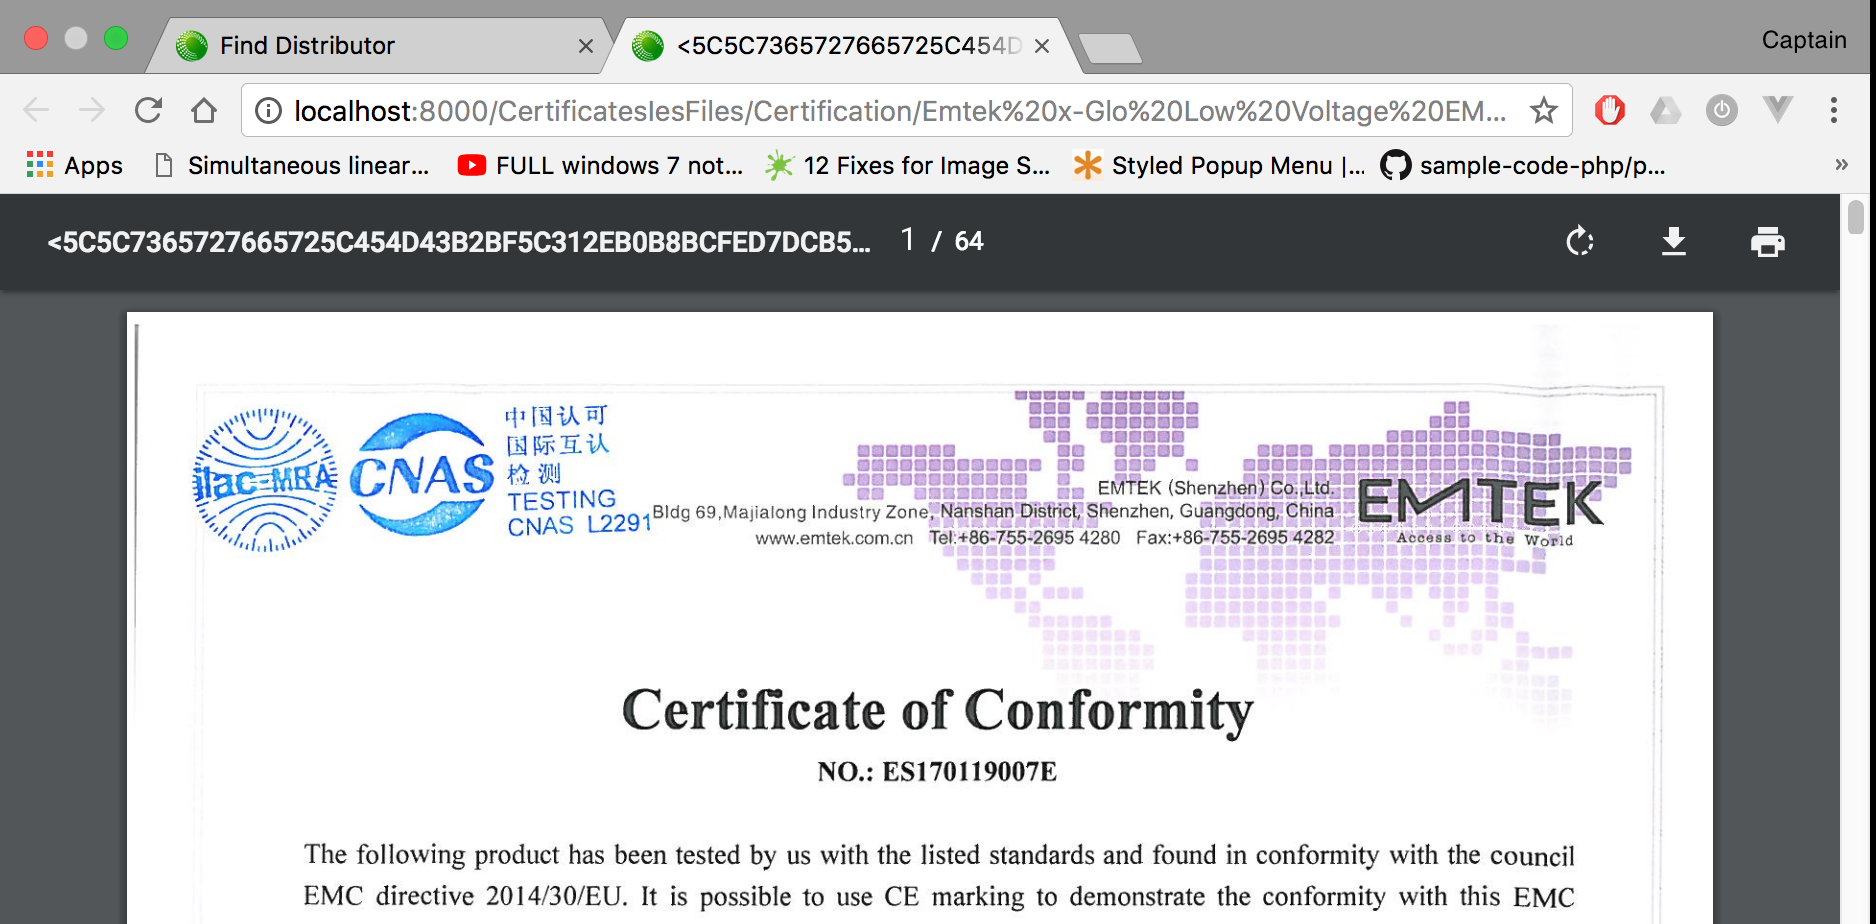 Find Distributor
<5C5C7365727665725C454D
Captain
localhost:8000/CertificatesIesFiles/Certification/Emtek%20x-Glo%20Low%20Voltage%20EM...
Apps
Simultaneous linear...
FULL windows 7 not...
12 Fixes for Image S...
Styled Popup Menu |...
sample-code-php/p...
»
<5C5C7365727665725C454D43B2BF5C312EB0B8BCFED7DCB5...
1 / 64
ilac-MRA
CNAS
中国认可
国际互认
检测
TESTING
CNAS L2291
EMTEK (Shenzhen) Co.,Ltd.
Bldg 69,Majialong Industry Zone, Nanshan District, Shenzhen, Guangdong, China
www.emtek.com.cn Tel:+86-755-2695 4280 Fax:+86-755-2695 4282
EMTEK
Access to the World
Certificate of Conformity
NO.: ES170119007E
The following product has been tested by us with the listed standards and found in conformity with the council
EMC directive 2014/30/EU. It is possible to use CE marking to demonstrate the conformity with this EMC